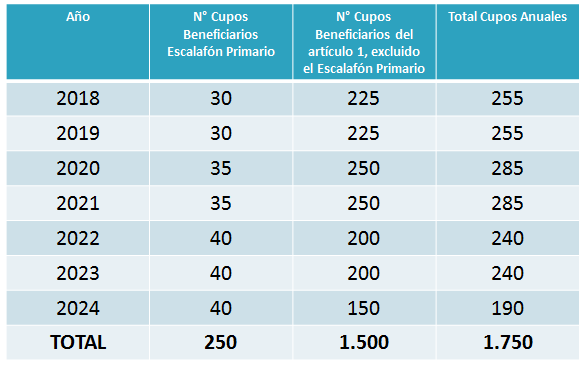 Año N° Cupos N° Cupos Total Cupos Anuales
Beneficiarios Beneficiarios del
Escalafón Primario artículo 1, excluido
el Escalafón Primario
2018 30 225 255
2019 30 225 255
2020 35 250 285
2021 35 250 285
2022 40 200 240
2023 40 200 240
2024 40 150 190
TOTAL 250 1.500 1.750